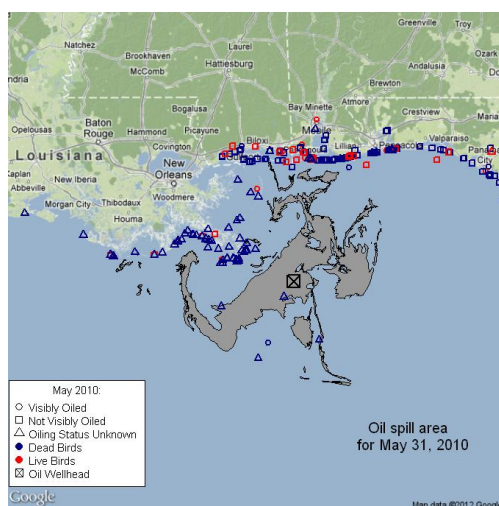 Natchez
Laurel
Greenville
Troy
Brookhaven
Ozark
McComb
Hattiesburg
Andalusia
Brewton
Bay Minette
Atmore
Bogalusa
Crestview
Opelousas
Baton
Rouge
Hammond
Picayune
Mobile
Covington
Biloxi
Lillian
Pensacola
Valparaiso
Louisiana
Panama
City
New Iberia
New
Orleans
Kaplan
Abbeville
Thibodaux
Woodmere
Morgan City
Houma
May 2010:
Visibly Oiled
Not Visibly Oiled
Oiling Status Unknown
Dead Birds
Live Birds
Oil Wellhead
Oil spill area
for May 31, 2010
Google
Map data ©2012 Google